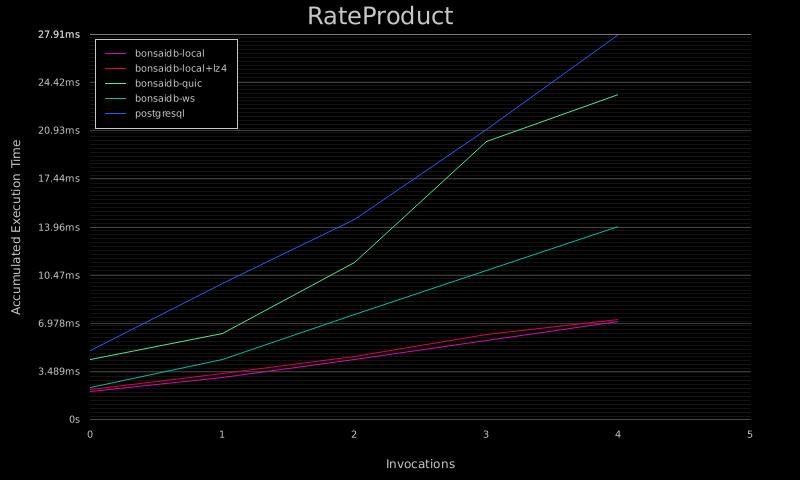 RateProduct
27.91ms
24.42ms
20.93ms
17.44ms
13.96ms
10.47ms
6.978ms
3.489ms
0s
bonsaidb-local
bonsaidb-local+lz4
bonsaidb-quic
bonsaidb-ws
postgresql
Accumulated Execution Time
0 1 2 3 4 5
Invocations